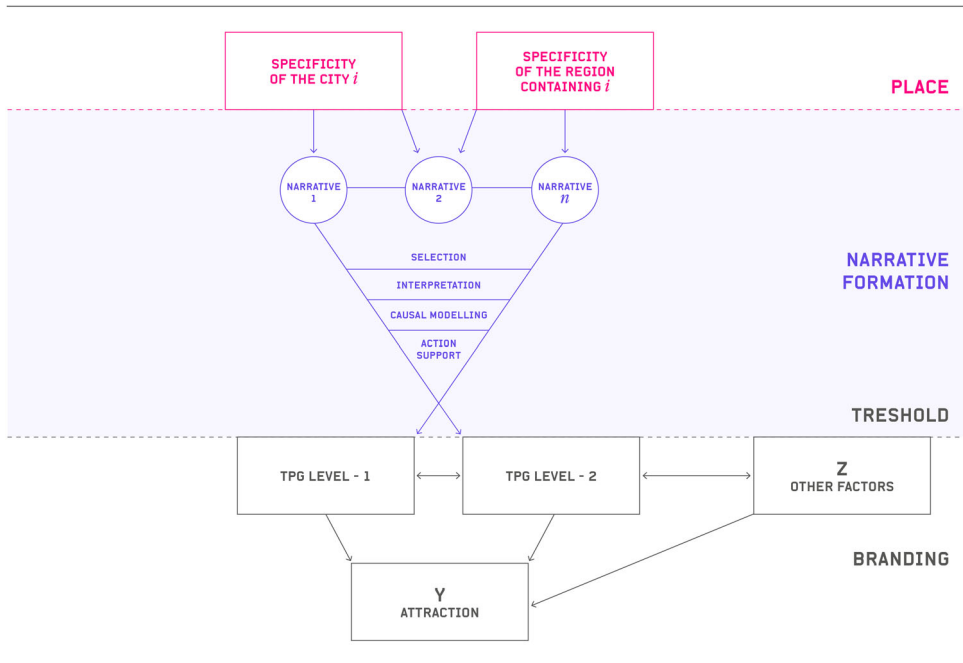 SPECIFICITY
OF THE CITY i
SPECIFICITY
OF THE REGION
CONTAINING i
PLACE
NARRATIVE
1
NARRATIVE
2
NARRATIVE
n
SELECTION
INTERPRETATION
CAUSAL MODELLING
ACTION
SUPPORT
NARRATIVE
FORMATION
TRESHOLD
TPG LEVEL - 1
TPG LEVEL - 2
Z
OTHER FACTORS
BRANDING
Y
ATTRACTION